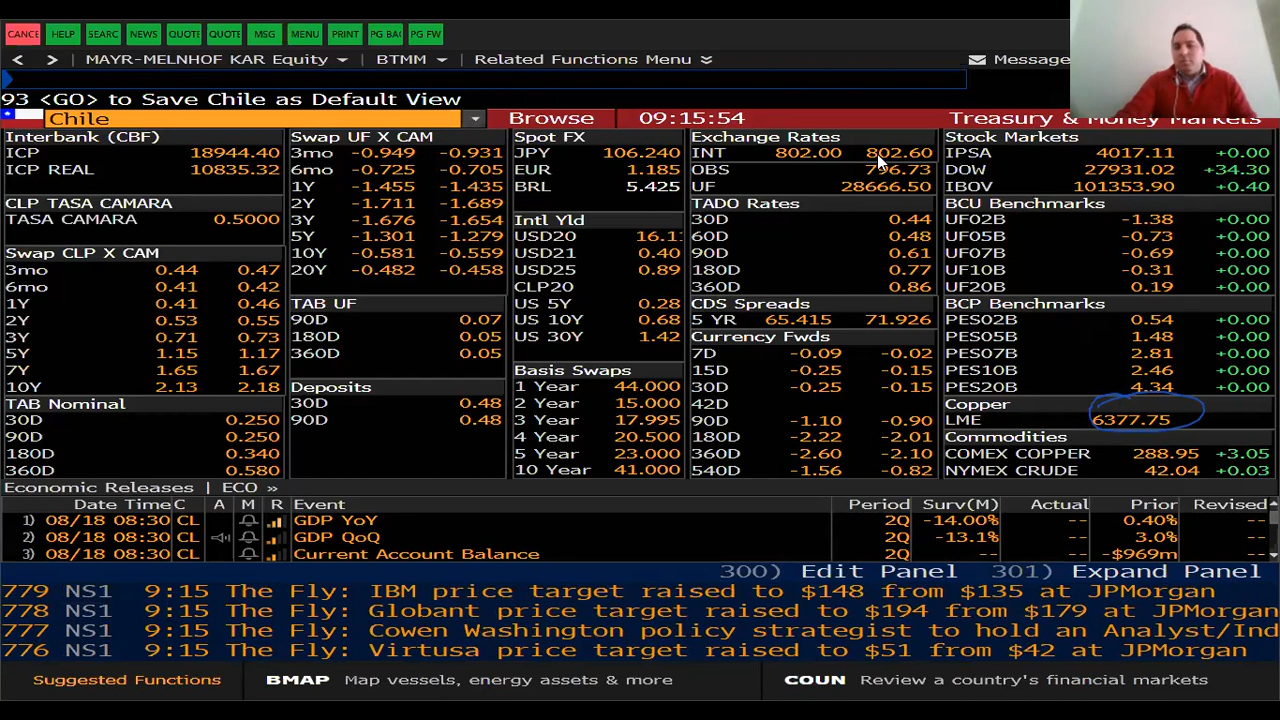 CANCE HELP SEARC NEWS QUOTE QUOTE MSG MENU PRINT PG BAC PG FW
< > MAYR-MELNHOF KAR Equity BTMM Related Functions Menu Message
93 <GO> to Save Chile as Default View
Chile Browse 09:15:54 Treasury & Money Markets
Interbank (CBF)
ICP 18944.40
ICP REAL 10835.32
CLP TASA CAMARA
TASA CAMARA 0.5000
Swap CLP X CAM
3mo 0.44 0.47
6mo 0.41 0.42
1Y 0.41 0.46
2Y 0.53 0.55
3Y 0.71 0.73
5Y 1.15 1.17
7Y 1.65 1.67
10Y 2.13 2.18
TAB Nominal
30D 0.250
90D 0.250
180D 0.340
360D 0.580
Swap UF X CAM
3mo -0.949 -0.931
6mo -0.725 -0.705
1Y -1.455 -1.435
2Y -1.711 -1.689
3Y -1.676 -1.654
5Y -1.301 -1.279
10Y -0.581 -0.559
20Y -0.482 -0.458
TAB UF
90D 0.07
180D 0.05
360D 0.05
Deposits
30D 0.48
90D 0.48
Spot FX
JPY 106.240
EUR 1.185
BRL 5.425
Intl Yld
USD20 16.1
USD21 0.40
USD25 0.89
CLP20
US 5Y 0.28
US 10Y 0.68
US 30Y 1.42
Basis Swaps
1 Year 44.000
2 Year 15.000
3 Year 17.995
4 Year 20.500
5 Year 23.000
10 Year 41.000
Exchange Rates
INT 802.00 802.60
OBS 796.73
UF 28666.50
TADO Rates
30D 0.44
60D 0.48
90D 0.61
180D 0.77
360D 0.86
CDS Spreads
5 YR 65.415 71.926
Currency Fwds
7D -0.09 -0.02
15D -0.25 -0.15
30D -0.25 -0.15
42D
90D -1.10 -0.90
180D -2.22 -2.01
360D -2.60 -2.10
540D -1.56 -0.82
Stock Markets
IPSA 4017.11 +0.00
DOW 27931.02 +34.30
IBOV 101353.90 +0.40
BCU Benchmarks
UF02B -1.38 +0.00
UF05B -0.73 +0.00
UF07B -0.69 +0.00
UF10B -0.31 +0.00
UF20B 0.19 +0.00
BCP Benchmarks
PES02B 0.54 +0.00
PES05B 1.48 +0.00
PES07B 2.81 +0.00
PES10B 2.46 +0.00
PES20B 4.34 +0.00
Copper
LME 6377.75
Commodities
COMEX COPPER 288.95 +3.05
NYMEX CRUDE 42.04 +0.03
Economic Releases | ECO »
Date Time C A M R Event Period Surv(M) Actual Prior Revised
1) 08/18 08:30 CL GDP YoY 2Q -14.00% -- 0.40% --
2) 08/18 08:30 CL GDP QoQ 2Q -13.1% -- 3.0% --
3) 08/18 08:30 CL Current Account Balance 2Q -- -- -$969m --
300) Edit Panel 301) Expand Panel
779 NS1 9:15 The Fly: IBM price target raised to $148 from $135 at JPMorgan
778 NS1 9:15 The Fly: Globant price target raised to $194 from $179 at JPMorgan
777 NS1 9:15 The Fly: Cowen Washington policy strategist to hold an Analyst/Ind
776 NS1 9:15 The Fly: Virtusa price target raised to $51 from $42 at JPMorgan
Suggested Functions BMAP Map vessels, energy assets & more COUN Review a country's financial markets